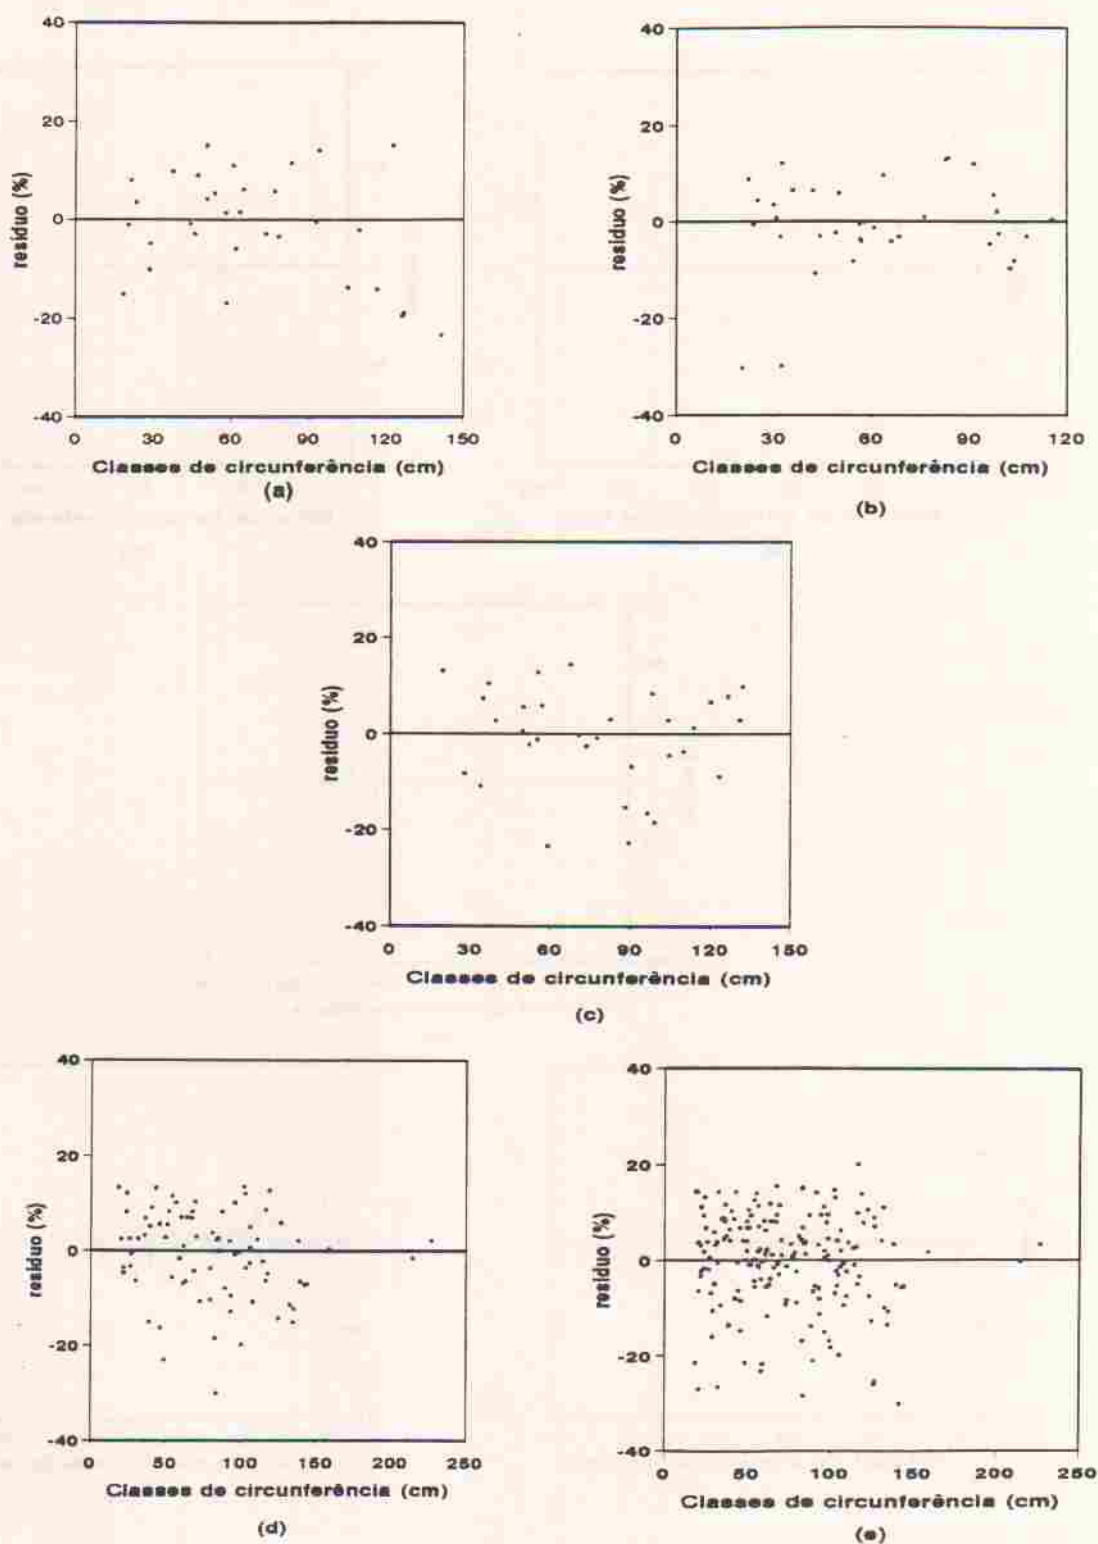 40
20
0
-20
-40
resíduo (%)
0 30 60 90 120 150
Classes de circunferência (cm)
(a)
40
20
0
-20
-40
resíduo (%)
0 30 60 90 120
Classes de circunferência (cm)
(b)
40
20
0
-20
-40
resíduo (%)
0 30 60 90 120 150
Classes de circunferência (cm)
(c)
40
20
0
-20
-40
resíduo (%)
0 50 100 150 200 250
Classes de circunferência (cm)
(d)
40
20
0
-20
-40
resíduo (%)
0 50 100 150 200 250
Classes de circunferência (cm)
(e)